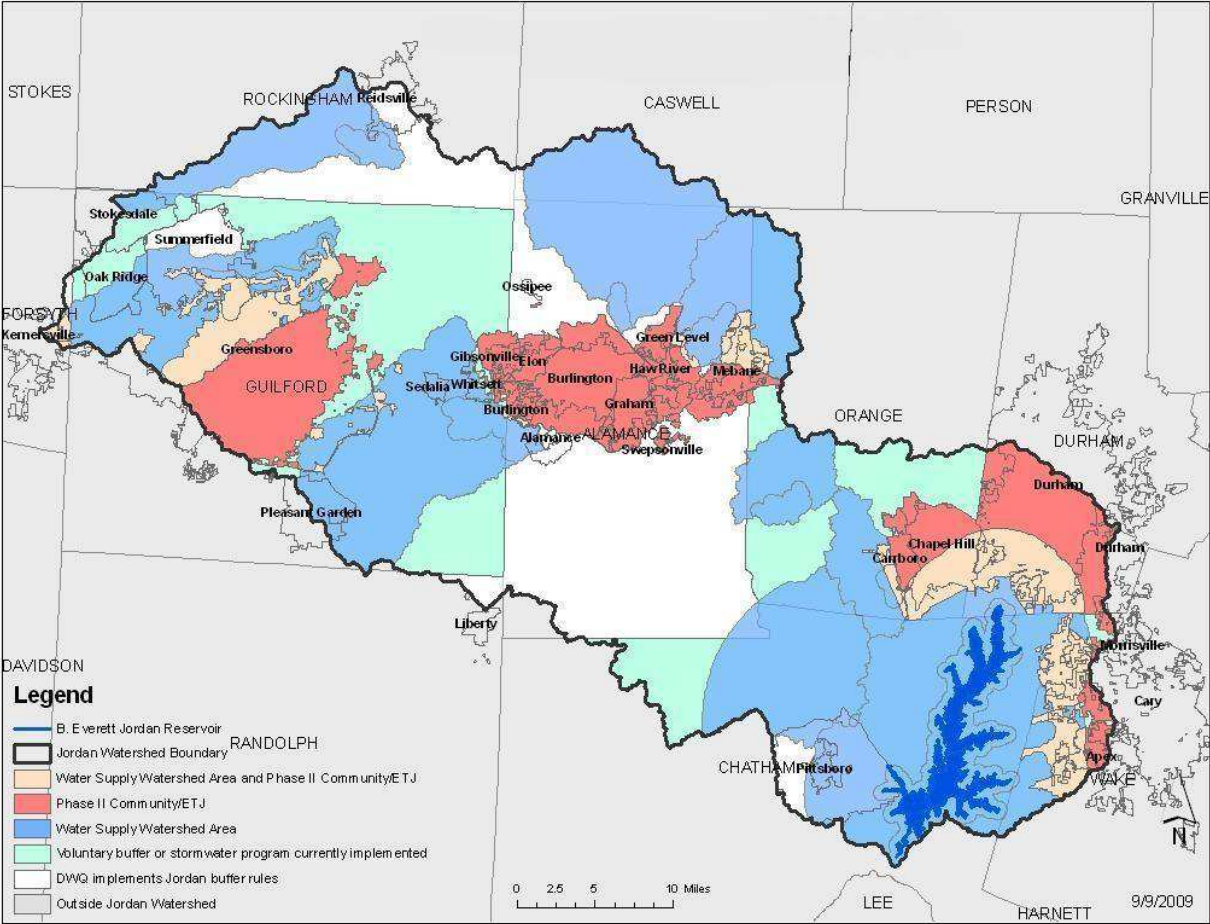 STOKES
ROCKINGHAM
Reidsville
CASWELL
PERSON
GRANVILLE
Stokesdale
Summerfield
Oak Ridge
FORSYTH
Kernersville
Ossipee
Greensboro
GUILFORD
Gibsonville
Elon
Green Level
Sedalia
Whitsett
Burlington
Haw River
Mebane
Burlington
Graham
Alamance
ALAMANCE
Swepsonville
ORANGE
DURHAM
Durham
Pleasant Garden
Chapel Hill
Carrboro
Durham
Liberty
Morrisville
Cary
DAVIDSON
RANDOLPH
CHATHAM
Pittsboro
Apex
WAKE
Legend
B. Everett Jordan Reservoir
Jordan Watershed Boundary
Water Supply Watershed Area and Phase II Community/ETJ
Phase II Community/ETJ
Water Supply Watershed Area
Voluntary buffer or stormwater program currently implemented
DWQ implements Jordan buffer rules
Outside Jordan Watershed
0 2.5 5 10 Miles
N
LEE
HARNETT
9/9/2009